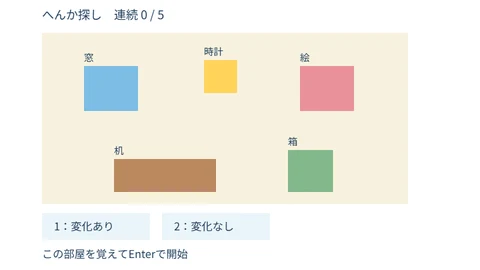 へんか探し　連続 0 / 5
窓
時計
絵
机
箱
1：変化あり
2：変化なし
この部屋を覚えてEnterで開始